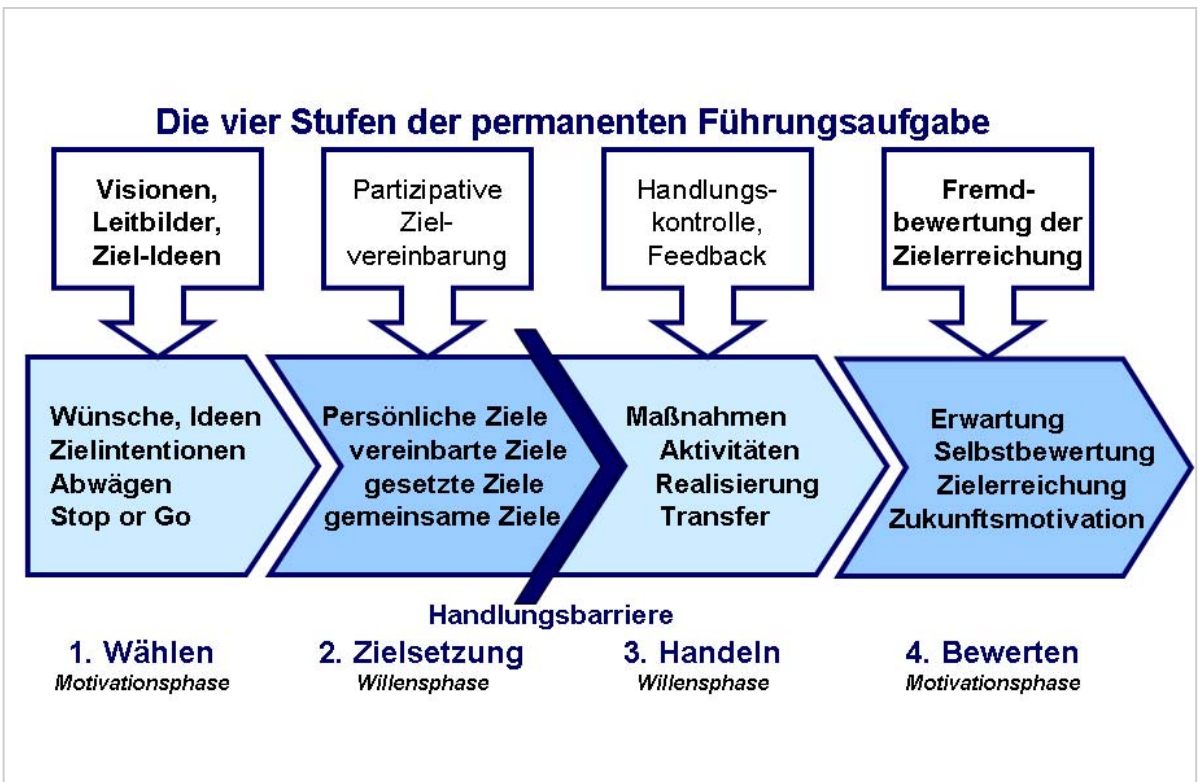 Die vier Stufen der permanenten Führungsaufgabe
Visionen,
Leitbilder,
Ziel-Ideen
Partizipative
Ziel-
vereinbarung
Handlungs-
kontrolle,
Feedback
Fremd-
bewertung der
Zielerreichung
Wünsche, Ideen
Zielintentionen
Abwägen
Stop or Go
Persönliche Ziele
vereinbarte Ziele
gesetzte Ziele
gemeinsame Ziele
Maßnahmen
Aktivitäten
Realisierung
Transfer
Erwartung
Selbstbewertung
Zielerreichung
Zukunftsmotivation
Handlungsbarriere
1. Wählen
Motivationsphase
2. Zielsetzung
Willensphase
3. Handeln
Willensphase
4. Bewerten
Motivationsphase